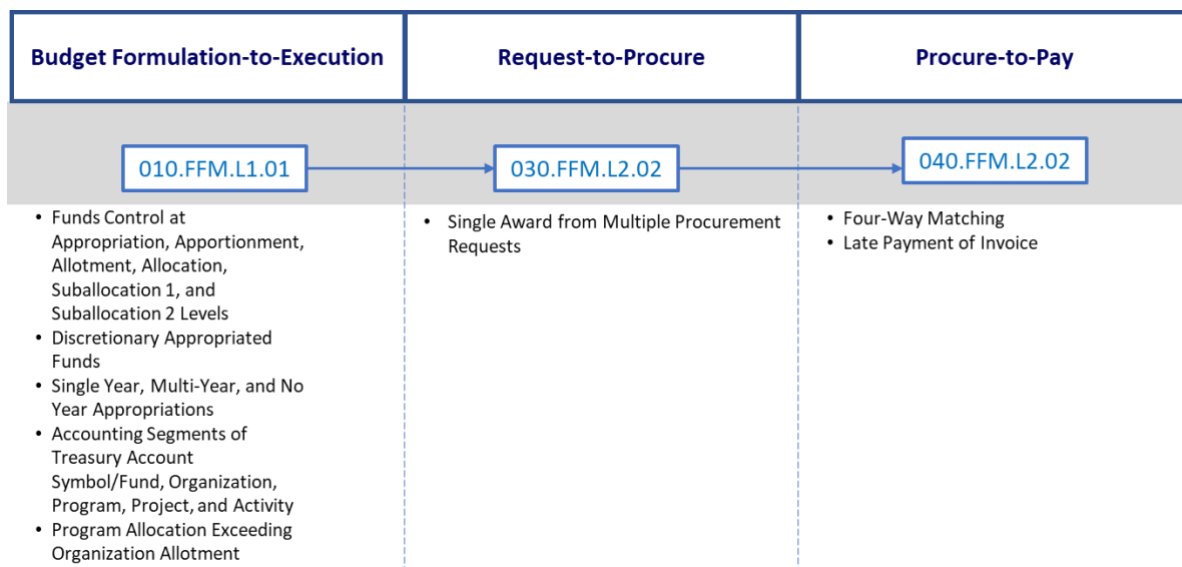 Budget Formulation-to-Execution
Request-to-Procure
Procure-to-Pay
010.FFM.L1.01
030.FFM.L2.02
040.FFM.L2.02
• Funds Control at
Appropriation, Apportionment,
Allotment, Allocation,
Suballocation 1, and
Suballocation 2 Levels
• Discretionary Appropriated
Funds
• Single Year, Multi-Year, and No
Year Appropriations
• Accounting Segments of
Treasury Account
Symbol/Fund, Organization,
Program, Project, and Activity
• Program Allocation Exceeding
Organization Allotment
• Single Award from Multiple Procurement
Requests
• Four-Way Matching
• Late Payment of Invoice